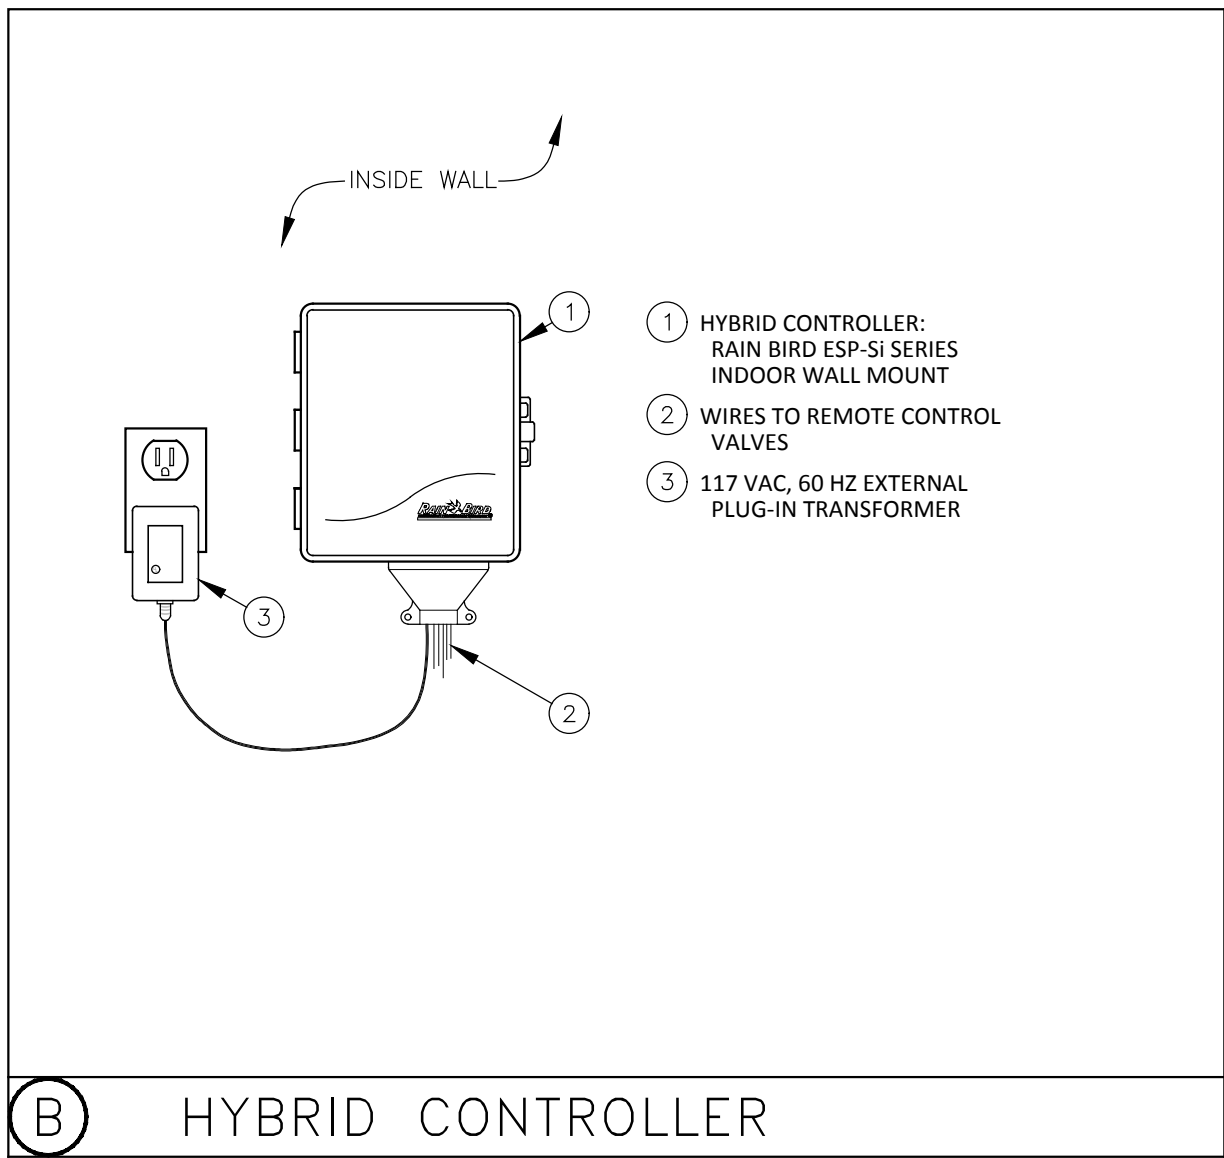 INSIDE WALL
1
1 HYBRID CONTROLLER:
RAIN BIRD ESP-Si SERIES
INDOOR WALL MOUNT
2 WIRES TO REMOTE CONTROL
VALVES
3 117 VAC, 60 HZ EXTERNAL
PLUG-IN TRANSFORMER
RAIN BIRD
3
2
B HYBRID CONTROLLER